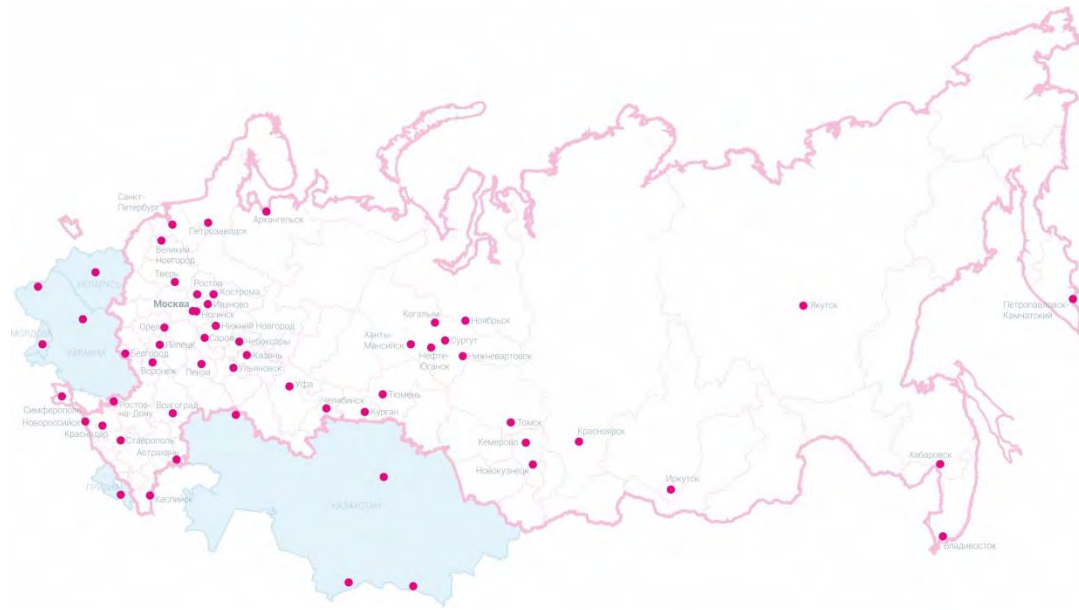 Санкт-
Петербург
Петрозаводск
Архангельск
Великий
Новгород
Тверь
БЕЛАРУСЬ
Ростов
Кострома
Москва
Иваново
Ногинск
Якутск
Петропавловск
Камчатский
Когалым
Ноябрьск
Орел
Нижний Новгород
МОЛДОВА
Саров
Чебоксары
Ханты-
Мансийск
Сургут
Липецк
УКРАИНА
Белгород
Казань
Нефте-
Юганск
Нижневартовск
Воронеж
Пенза
Ульяновск
Уфа
Тюмень
Симферополь
Ростов-
на-Дону
Волгоград
Челябинск
Курган
Новороссийск
Краснодар
Томск
Ставрополь
Кемерово
Красноярск
Астрахань
Новокузнецк
Хабаровск
ГРУЗИЯ
Каспийск
Иркутск
КАЗАХСТАН
Владивосток